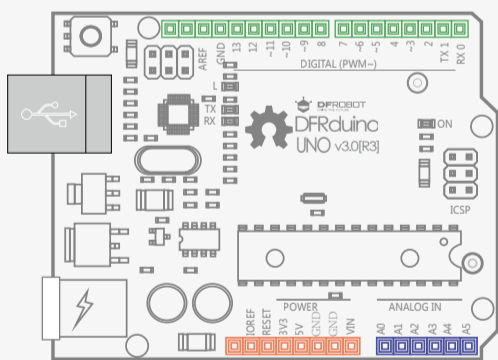 AREF
GND
13
12
~11
~10
~9
8
7
~6
~5
4
~3
2
TX 1
RX 0
DIGITAL (PWM~)
L
TX
RX
DFROBOT
DFRduino
UNO v3.0[R3]
ON
ICSP
POWER
ANALOG IN
IOREF
RESET
3V3
5V
GND
GND
VIN
A0
A1
A2
A3
A4
A5